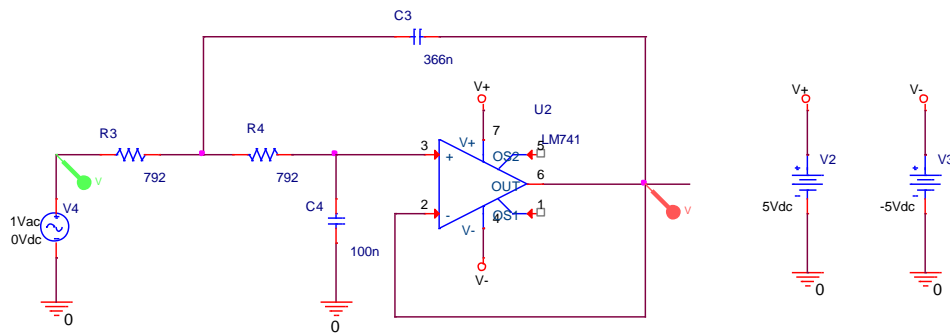 C3
366n
V+
U2
R3
R4
3
+
7
V+
OS2
5
LM741
792
792
OUT
6
V
V4
1Vac
0Vdc
C4
100n
2
-
V-
4
OS1
1
V
V-
0
0
V+
V-
V2
V3
5Vdc
-5Vdc
0
0